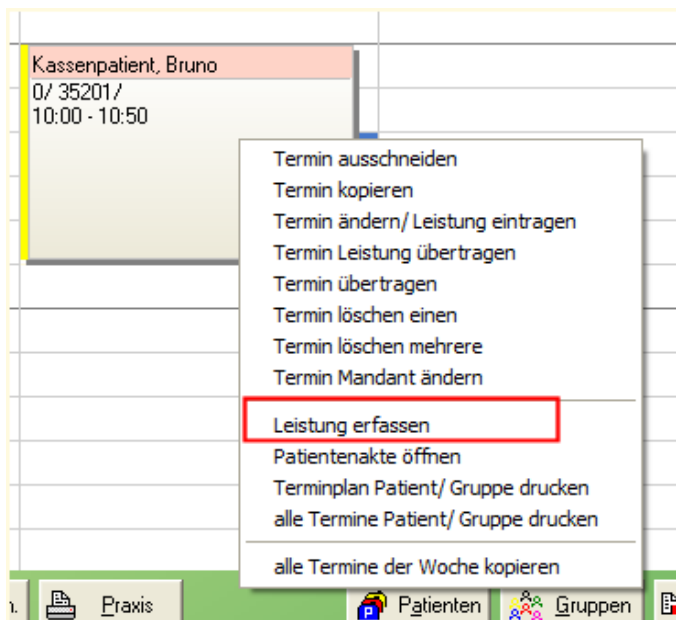 Kassenpatient, Bruno
0/ 35201/
10:00 - 10:50
Termin ausschneiden
Termin kopieren
Termin ändern/ Leistung eintragen
Termin Leistung übertragen
Termin übertragen
Termin löschen einen
Termin löschen mehrere
Termin Mandant ändern
Leistung erfassen
Patientenakte öffnen
Terminplan Patient/ Gruppe drucken
alle Termine Patient/ Gruppe drucken
alle Termine der Woche kopieren
Praxis Patienten Gruppen